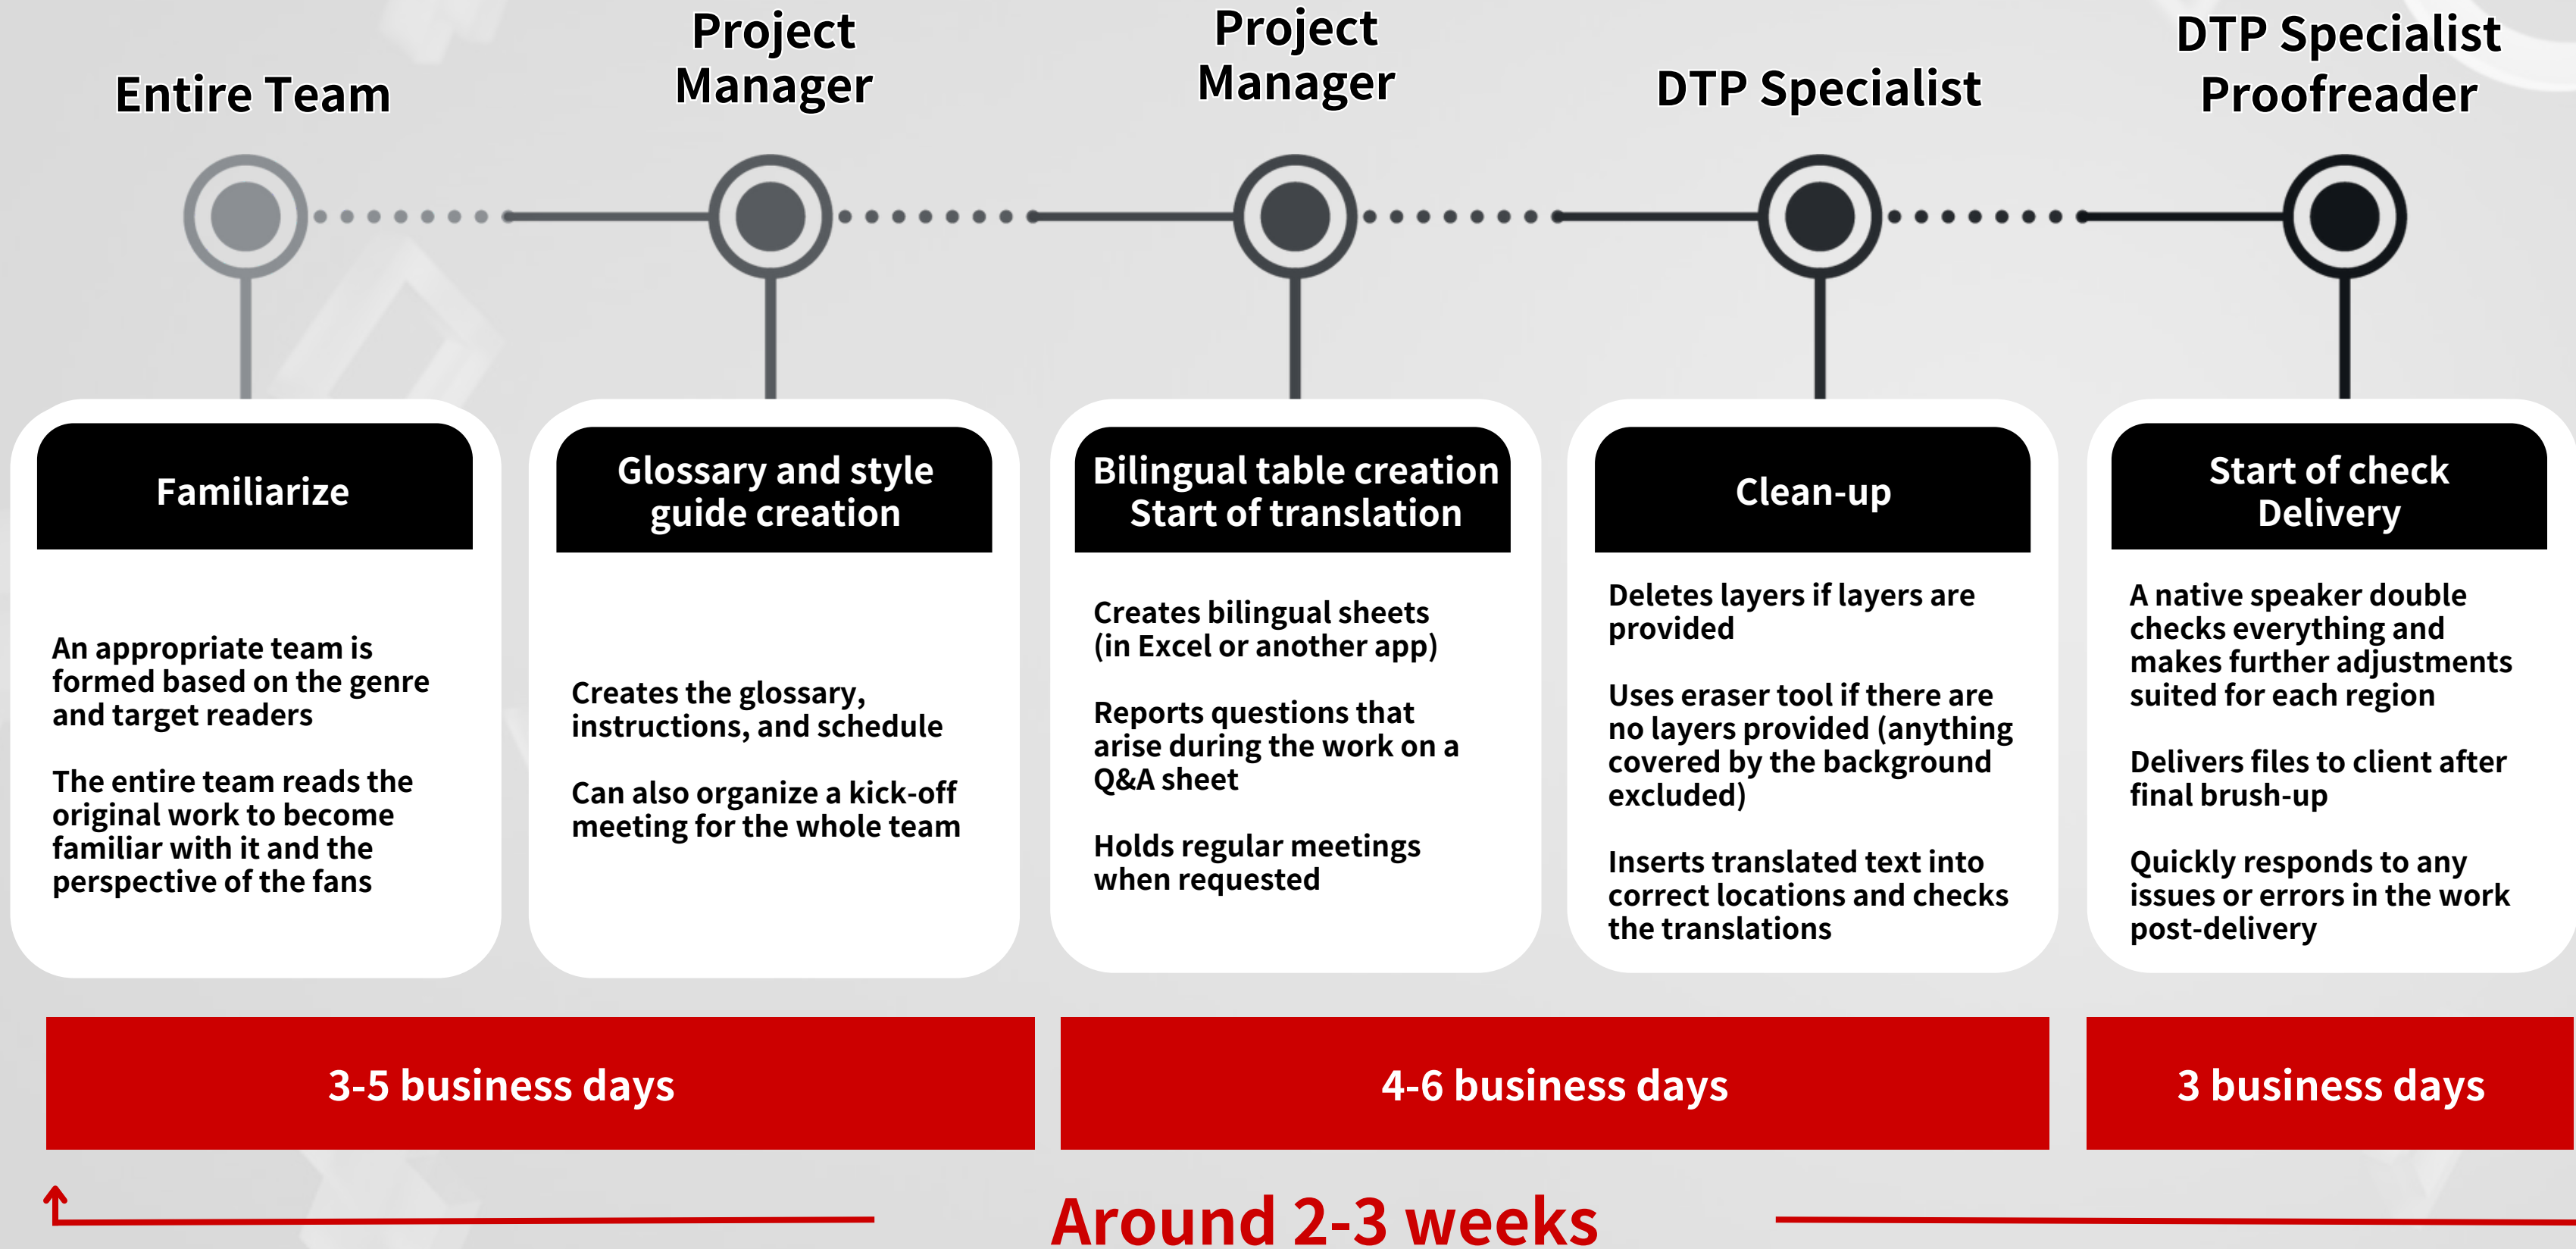 Entire Team
Project
Manager
Project
Manager
DTP Specialist
DTP Specialist
Proofreader
Familiarize
An appropriate team is
formed based on the genre
and target readers
The entire team reads the
original work to become
familiar with it and the
perspective of the fans
Glossary and style
guide creation
Creates the glossary,
instructions, and schedule
Can also organize a kick-off
meeting for the whole team
Bilingual table creation
Start of translation
Creates bilingual sheets
(in Excel or another app)
Reports questions that
arise during the work on a
Q&A sheet
Holds regular meetings
when requested
Clean-up
Deletes layers if layers are
provided
Uses eraser tool if there are
no layers provided (anything
covered by the background
excluded)
Inserts translated text into
correct locations and checks
the translations
Start of check
Delivery
A native speaker double
checks everything and
makes further adjustments
suited for each region
Delivers files to client after
final brush-up
Quickly responds to any
issues or errors in the work
post-delivery
3-5 business days
4-6 business days
3 business days
Around 2-3 weeks